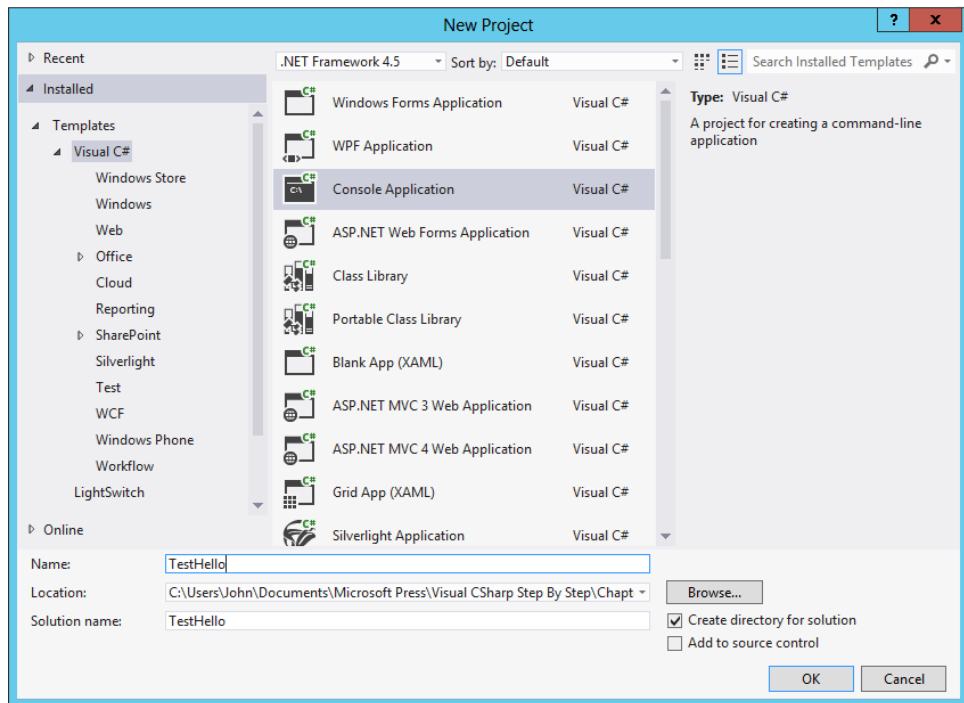 New Project
? x
Recent
.NET Framework 4.5 Sort by: Default
Search Installed Templates
Installed
Templates
Visual C#
Windows Store
Windows
Web
Office
Cloud
Reporting
SharePoint
Silverlight
Test
WCF
Windows Phone
Workflow
LightSwitch
Online
C# Windows Forms Application Visual C#
C# WPF Application Visual C#
C# C:\ Console Application Visual C#
C# ASP.NET Web Forms Application Visual C#
C# Class Library Visual C#
C# Portable Class Library Visual C#
C# Blank App (XAML) Visual C#
C# ASP.NET MVC 3 Web Application Visual C#
C# ASP.NET MVC 4 Web Application Visual C#
C# Grid App (XAML) Visual C#
C# Silverlight Application Visual C#
Type: Visual C#
A project for creating a command-line
application
Name: TestHello
Location: C:\Users\John\Documents\Microsoft Press\Visual CSharp Step By Step\Chapt
Browse...
Solution name: TestHello
Create directory for solution
Add to source control
OK Cancel